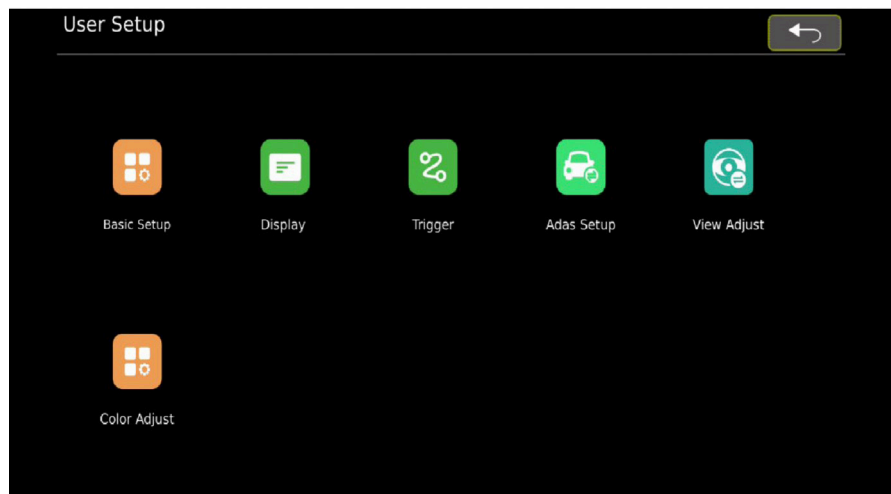 User Setup
Basic Setup
Display
Trigger
Adas Setup
View Adjust
Color Adjust